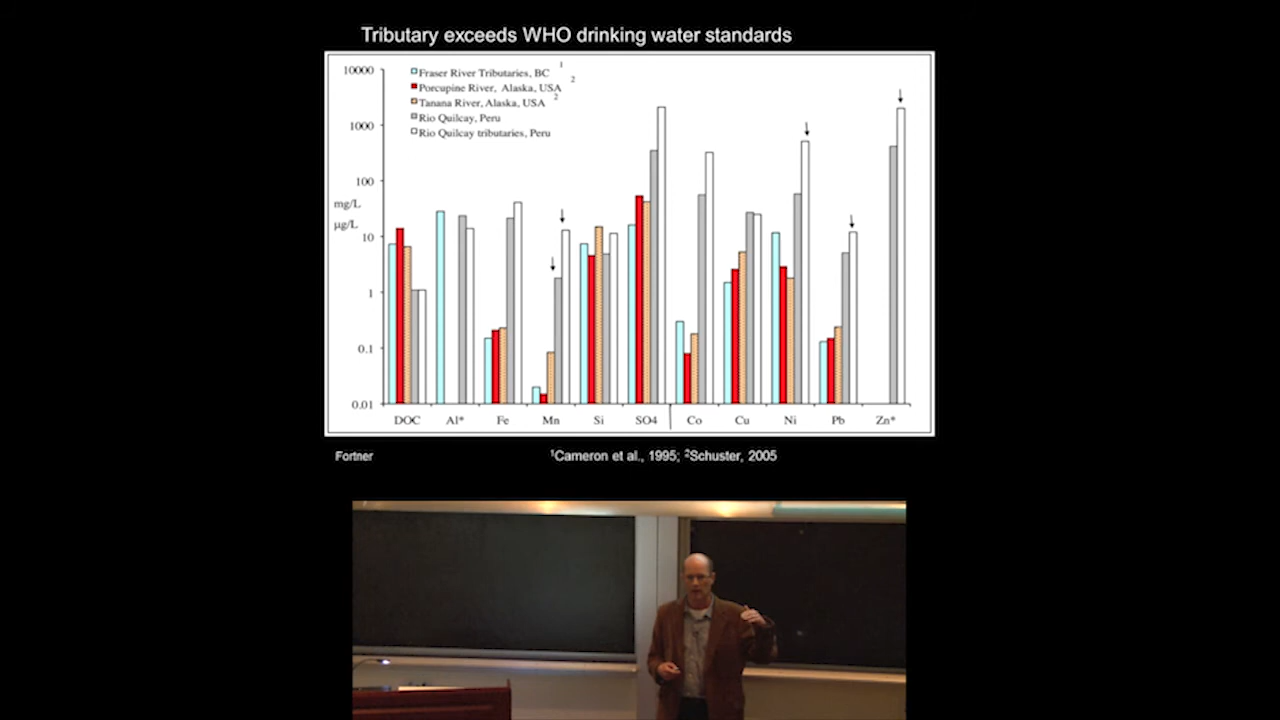 Tributary exceeds WHO drinking water standards
10000
1000
100
mg/L
µg/L
10
1
0.1
0.01
Fraser River Tributaries, BC 1
Porcupine River, Alaska, USA 2
Tanana River, Alaska, USA 2
Rio Quilcay, Peru
Rio Quilcay tributaries, Peru
DOC Al* Fe Mn Si SO4 Co Cu Ni Pb Zn*
Fortner
1Cameron et al., 1995; 2Schuster, 2005